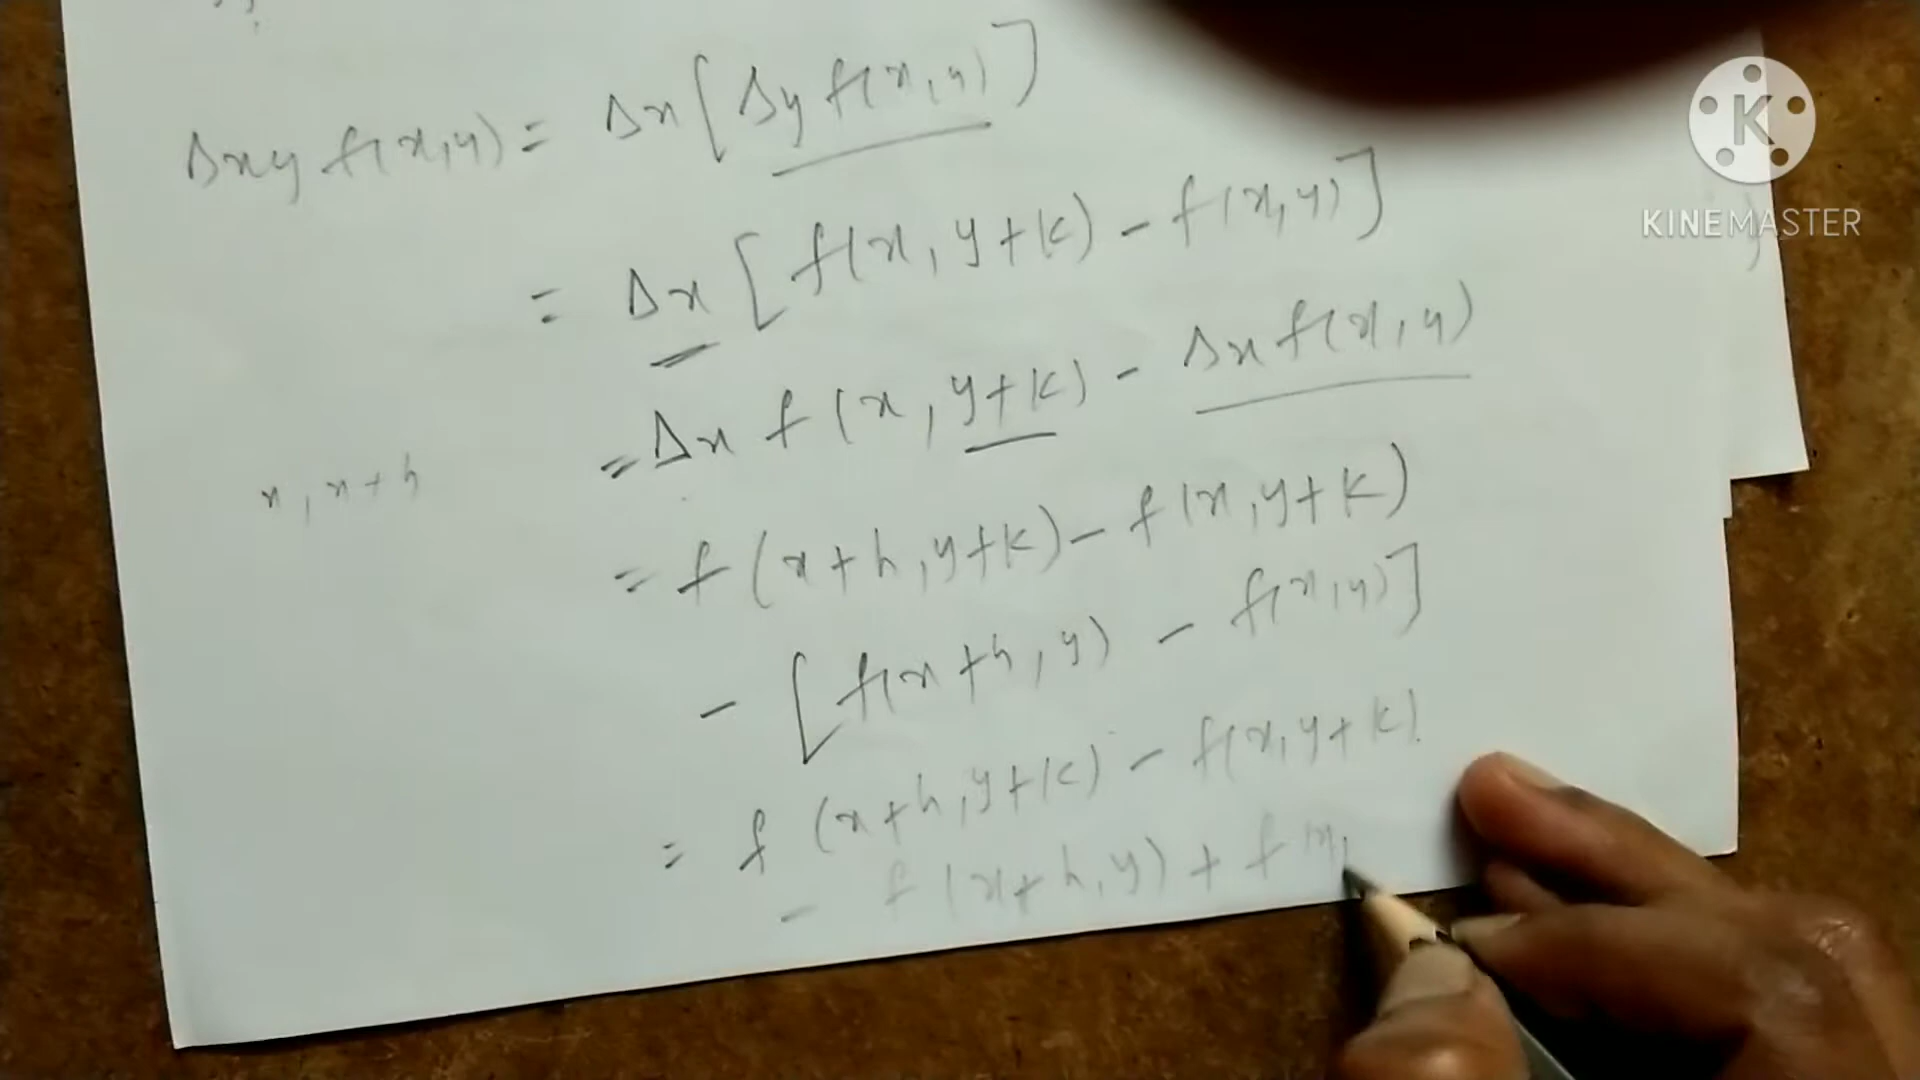 Δxy f(x,y) = Δx [Δy f(x,y)]
= Δx [f(x, y+k) - f(x,y)]
= Δx f(x, y+k) - Δx f(x,y)
x, x+h
= f(x+h, y+k) - f(x, y+k)
- [f(x+h, y) - f(x,y)]
= f (x+h, y+k) - f(x, y+k)
- f(x+h, y) + f(x,
K
KINEMASTER